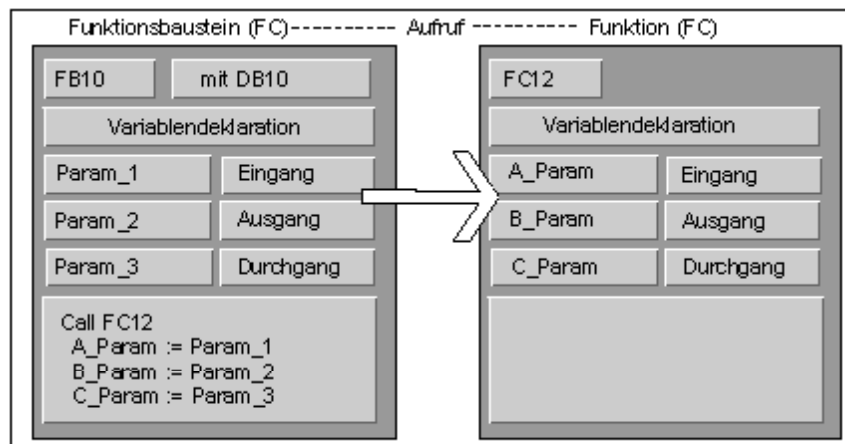 Funktionsbaustein (FC)------------ Aufruf ----------- Funktion (FC)
FB10
mit DB10
Variablendeklaration
Param_1
Eingang
Param_2
Ausgang
Param_3
Durchgang
Call FC12
A_Param := Param_1
B_Param := Param_2
C_Param := Param_3
FC12
Variablendeklaration
A_Param
Eingang
B_Param
Ausgang
C_Param
Durchgang